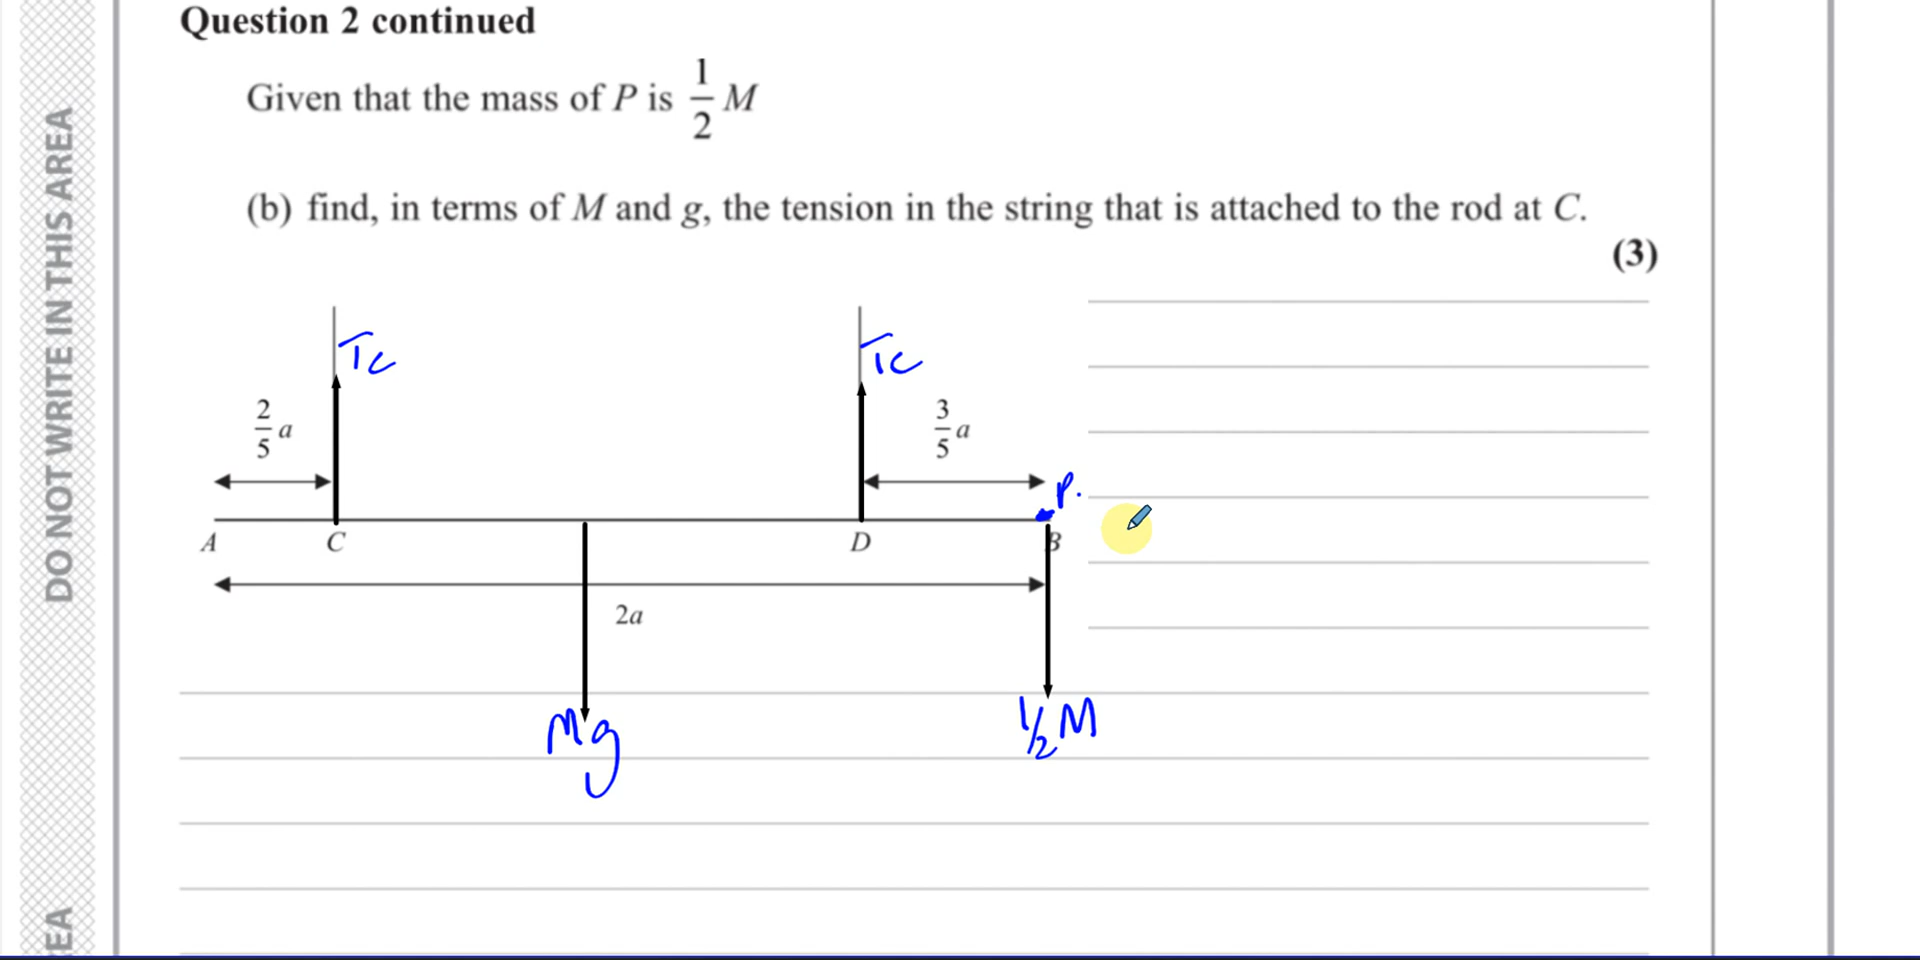 Question 2 continued
Given that the mass of P is 1/2 M
(b) find, in terms of M and g, the tension in the string that is attached to the rod at C.
(3)
Tc Tc
2/5 a 3/5 a
P.
A C D B
2a
Mg 1/2 M
DO NOT WRITE IN THIS AREA
EA